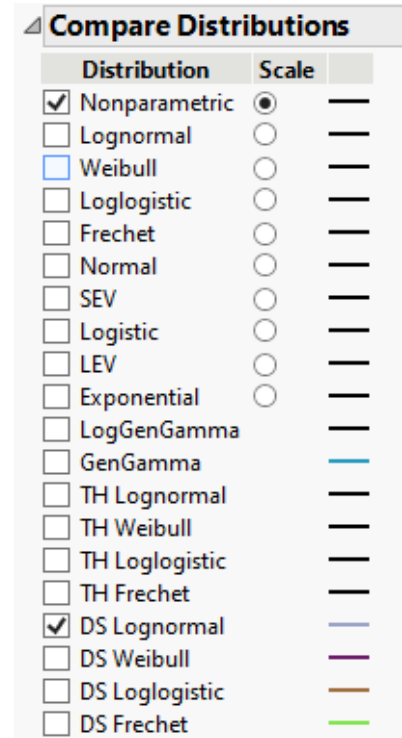 Compare Distributions
Distribution Scale
Nonparametric
Lognormal
Weibull
Loglogistic
Frechet
Normal
SEV
Logistic
LEV
Exponential
LogGenGamma
GenGamma
TH Lognormal
TH Weibull
TH Loglogistic
TH Frechet
DS Lognormal
DS Weibull
DS Loglogistic
DS Frechet